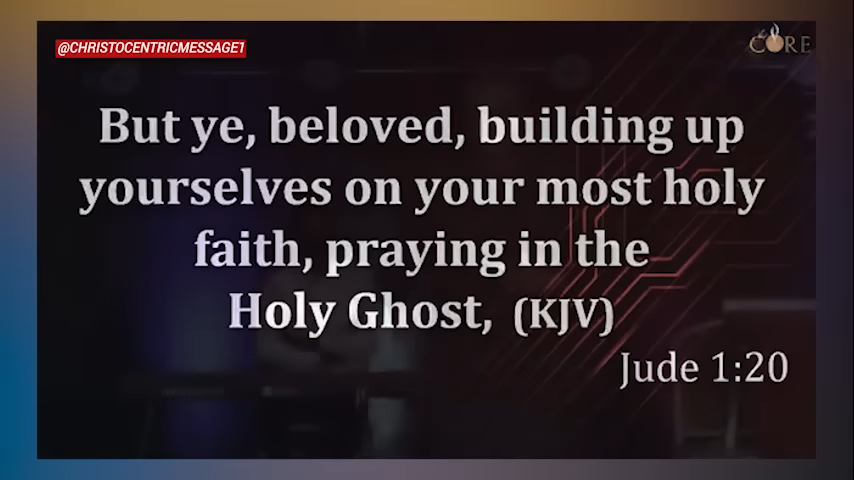 @CHRISTOCENTRICMESSAGE1
the CORE
But ye, beloved, building up
yourselves on your most holy
faith, praying in the
Holy Ghost, (KJV)
Jude 1:20